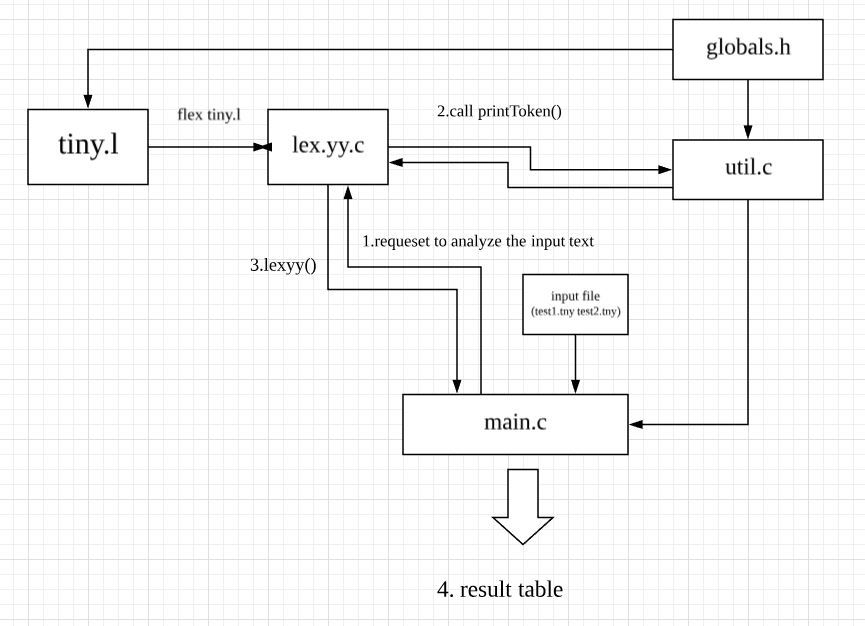 globals.h
tiny.l
flex tiny.l
lex.yy.c
2.call printToken()
util.c
1.requeset to analyze the input text
3.lexyy()
input file
(test1.tny test2.tny)
main.c
4. result table